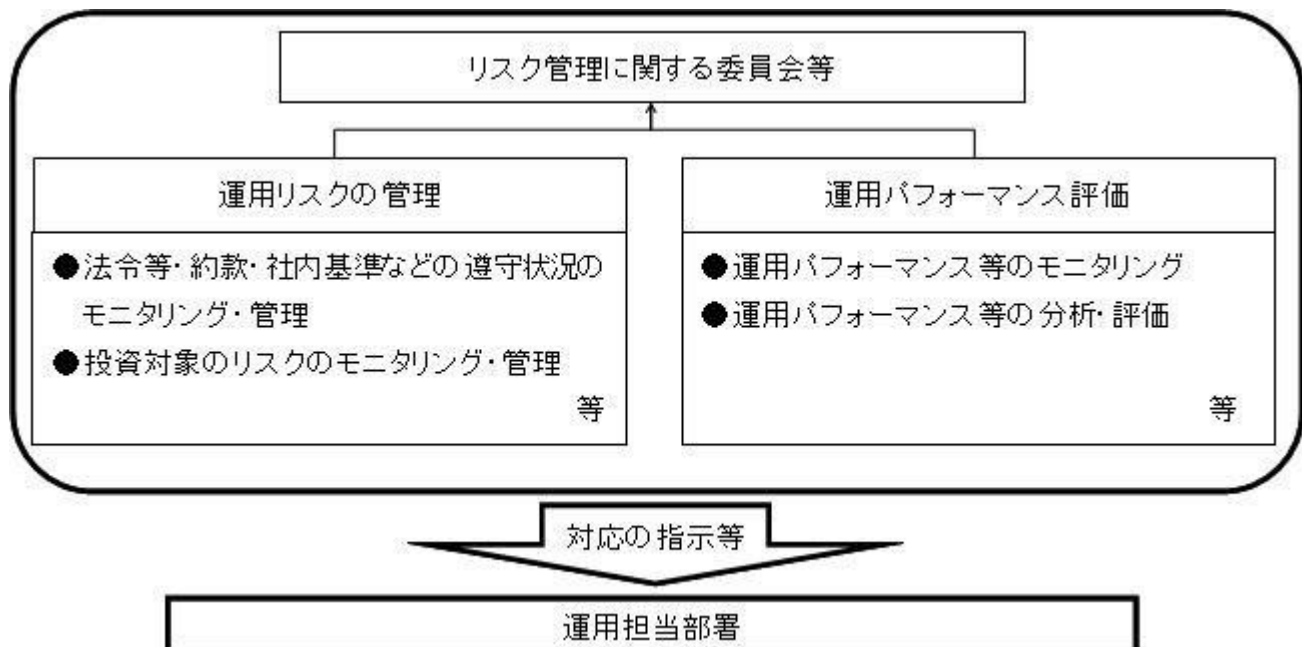 リスク管理に関する委員会等
運用リスクの管理
●法令等・約款・社内基準などの遵守状況の
モニタリング・管理
●投資対象のリスクのモニタリング・管理
等
運用パフォーマンス評価
●運用パフォーマンス等のモニタリング
●運用パフォーマンス等の分析・評価
等
対応の指示等
運用担当部署